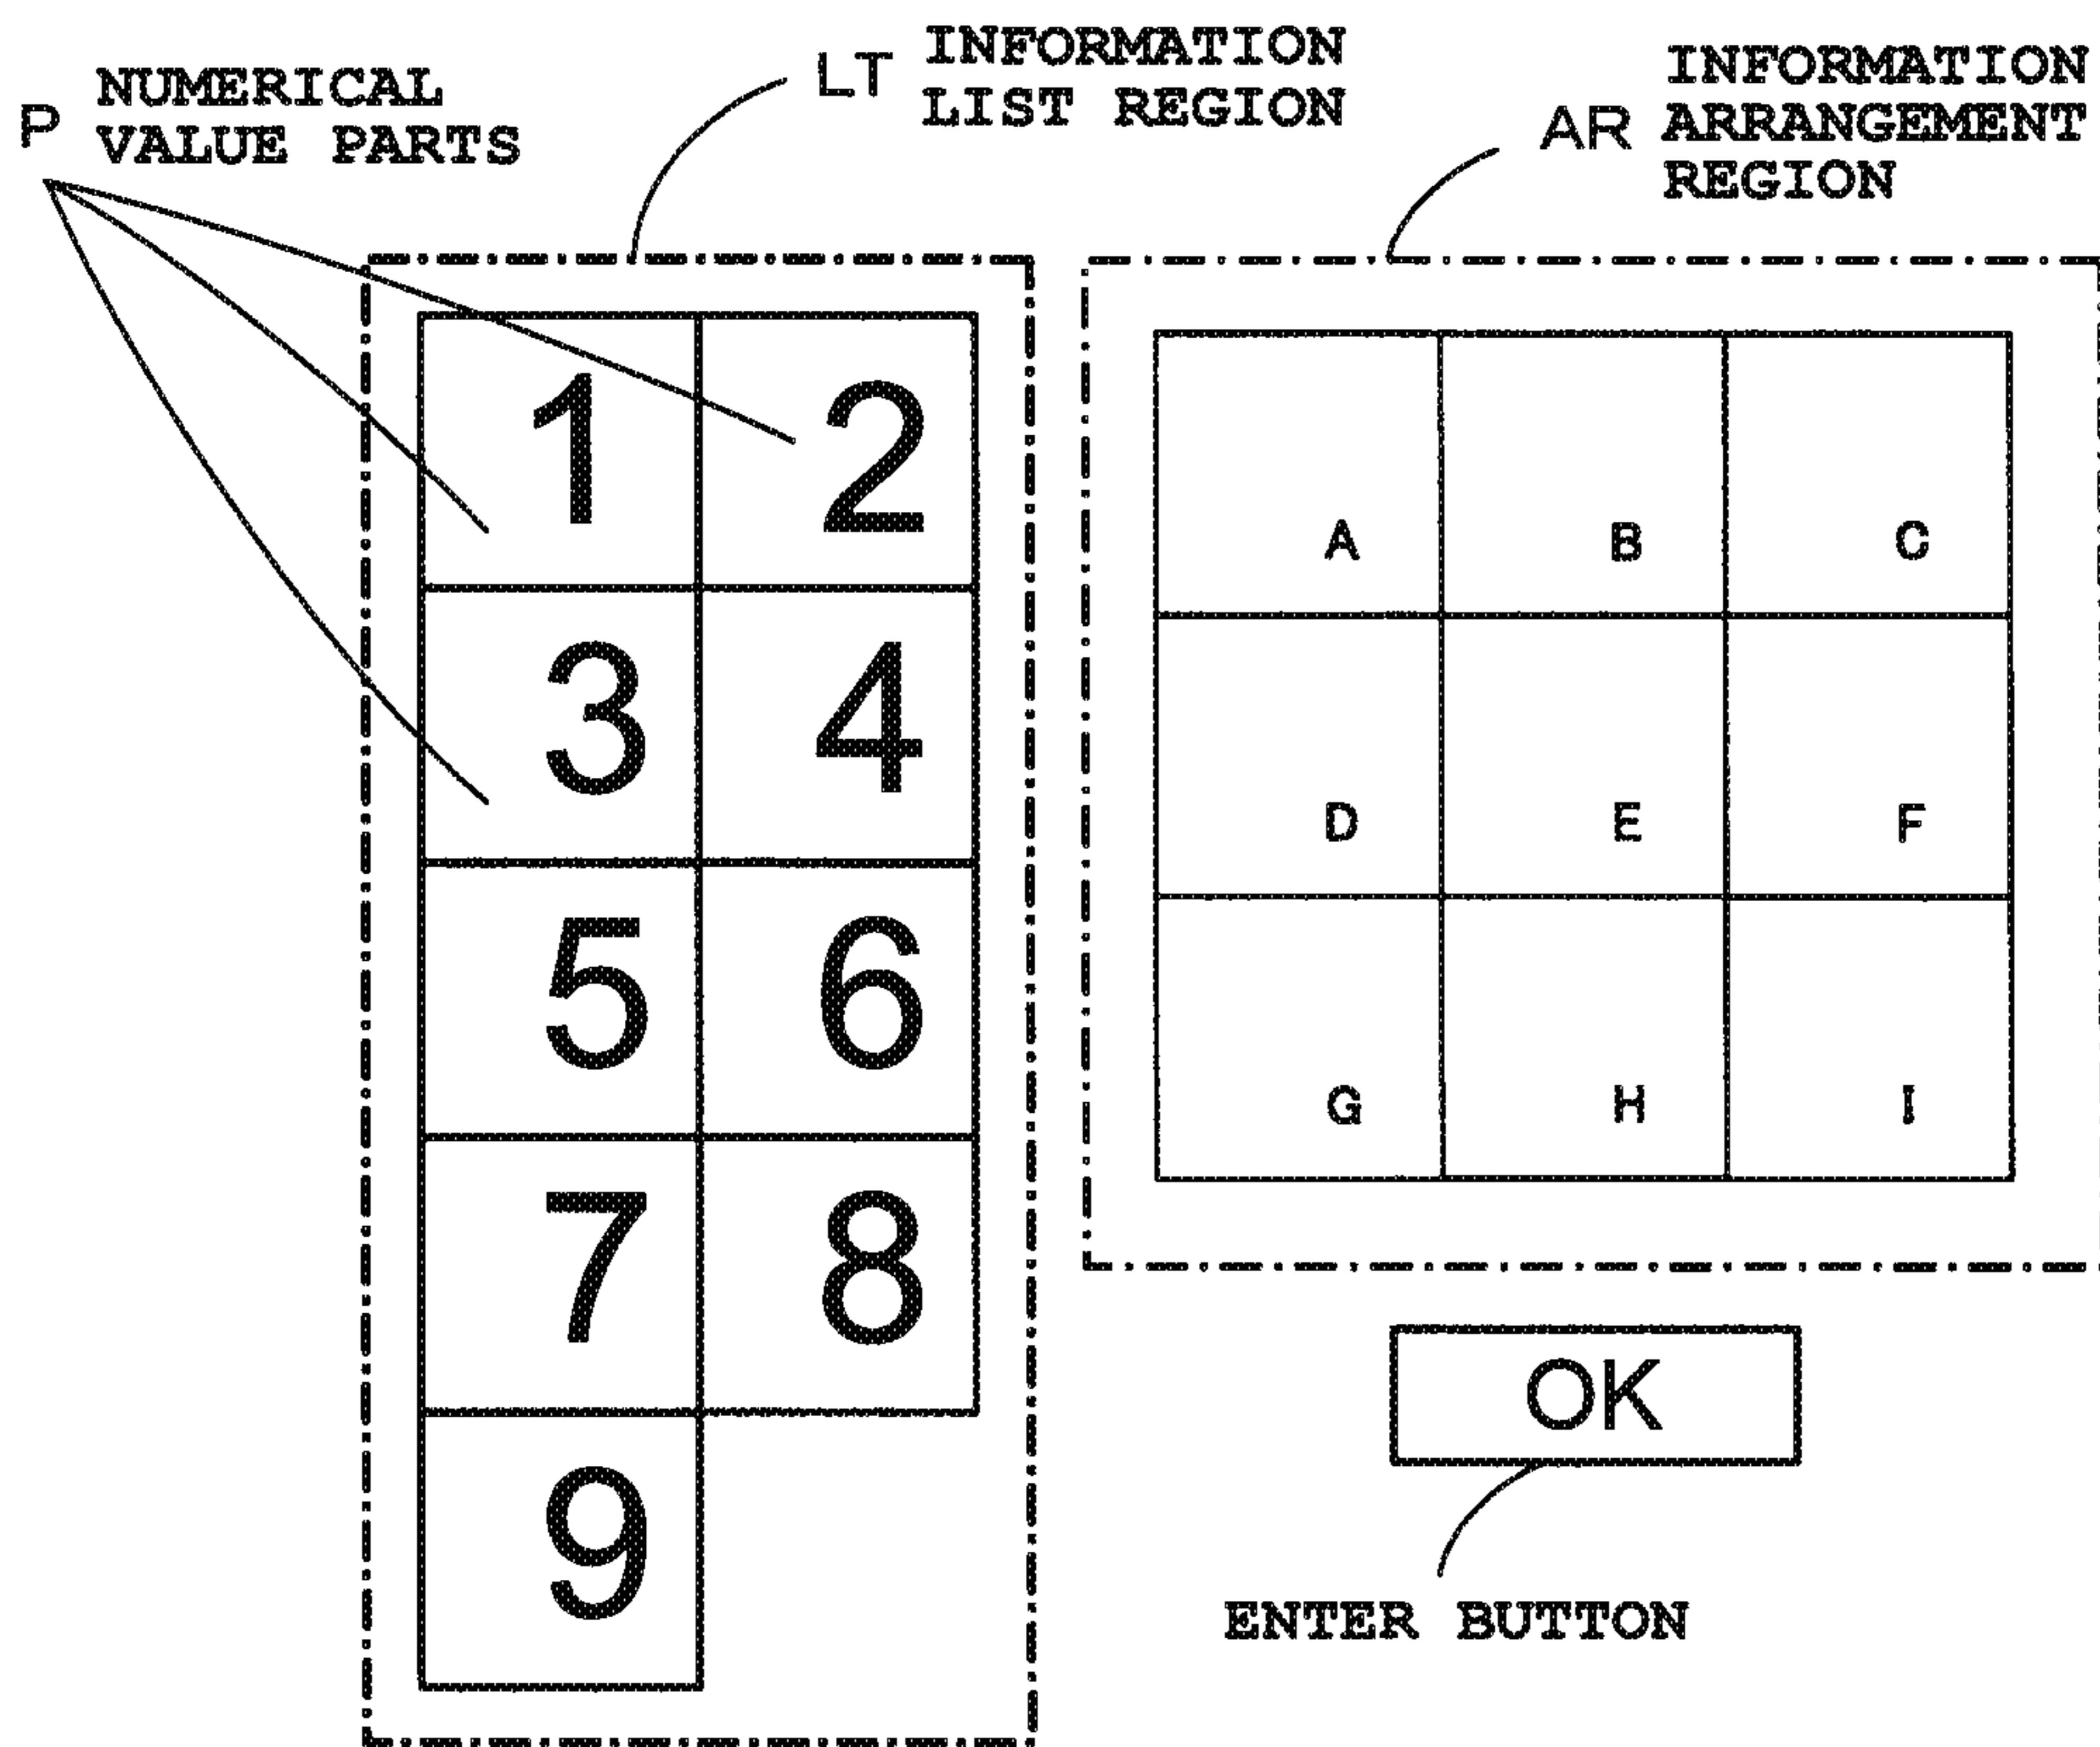 P NUMERICAL
VALUE PARTS
LT INFORMATION
LIST REGION
AR INFORMATION
ARRANGEMENT
REGION
1 2
3 4
5 6
7 8
9
A B C
D E F
G H I
OK
ENTER BUTTON